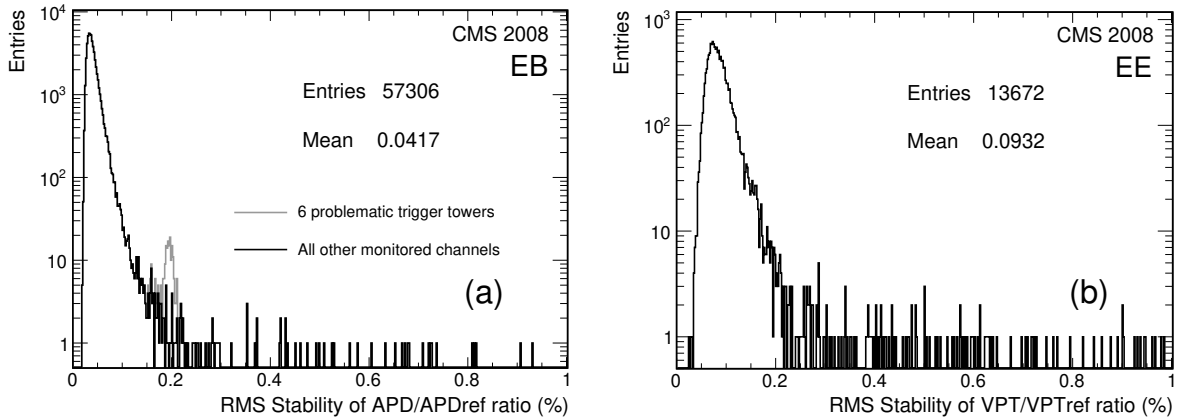 Entries
10^4
10^3
10^2
10
1
CMS 2008
EB
Entries 57306
Mean 0.0417
6 problematic trigger towers
All other monitored channels
(a)
0 0.2 0.4 0.6 0.8 1
RMS Stability of APD/APDref ratio (%)
Entries
10^3
10^2
10
1
CMS 2008
EE
Entries 13672
Mean 0.0932
(b)
0 0.2 0.4 0.6 0.8 1
RMS Stability of VPT/VPTref ratio (%)